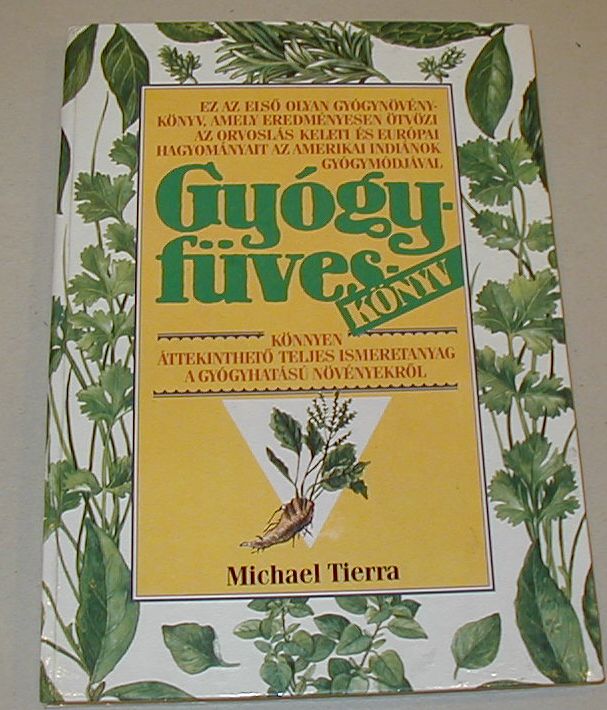 EZ AZ ELSŐ OLYAN GYÓGYNÖVÉNY-
KÖNYV, AMELY EREDMÉNYESEN ÖTVÖZI
AZ ORVOSLÁS KELETI ÉS EURÓPAI
HAGYOMÁNYAIT AZ AMERIKAI INDIÁNOK
GYÓGYMÓDJÁVAL
Gyógy-
füves-
KÖNYV
KÖNNYEN
ÁTTEKINTHETŐ TELJES ISMERETANYAG
A GYÓGYHATÁSÚ NÖVÉNYEKRŐL
Michael Tierra